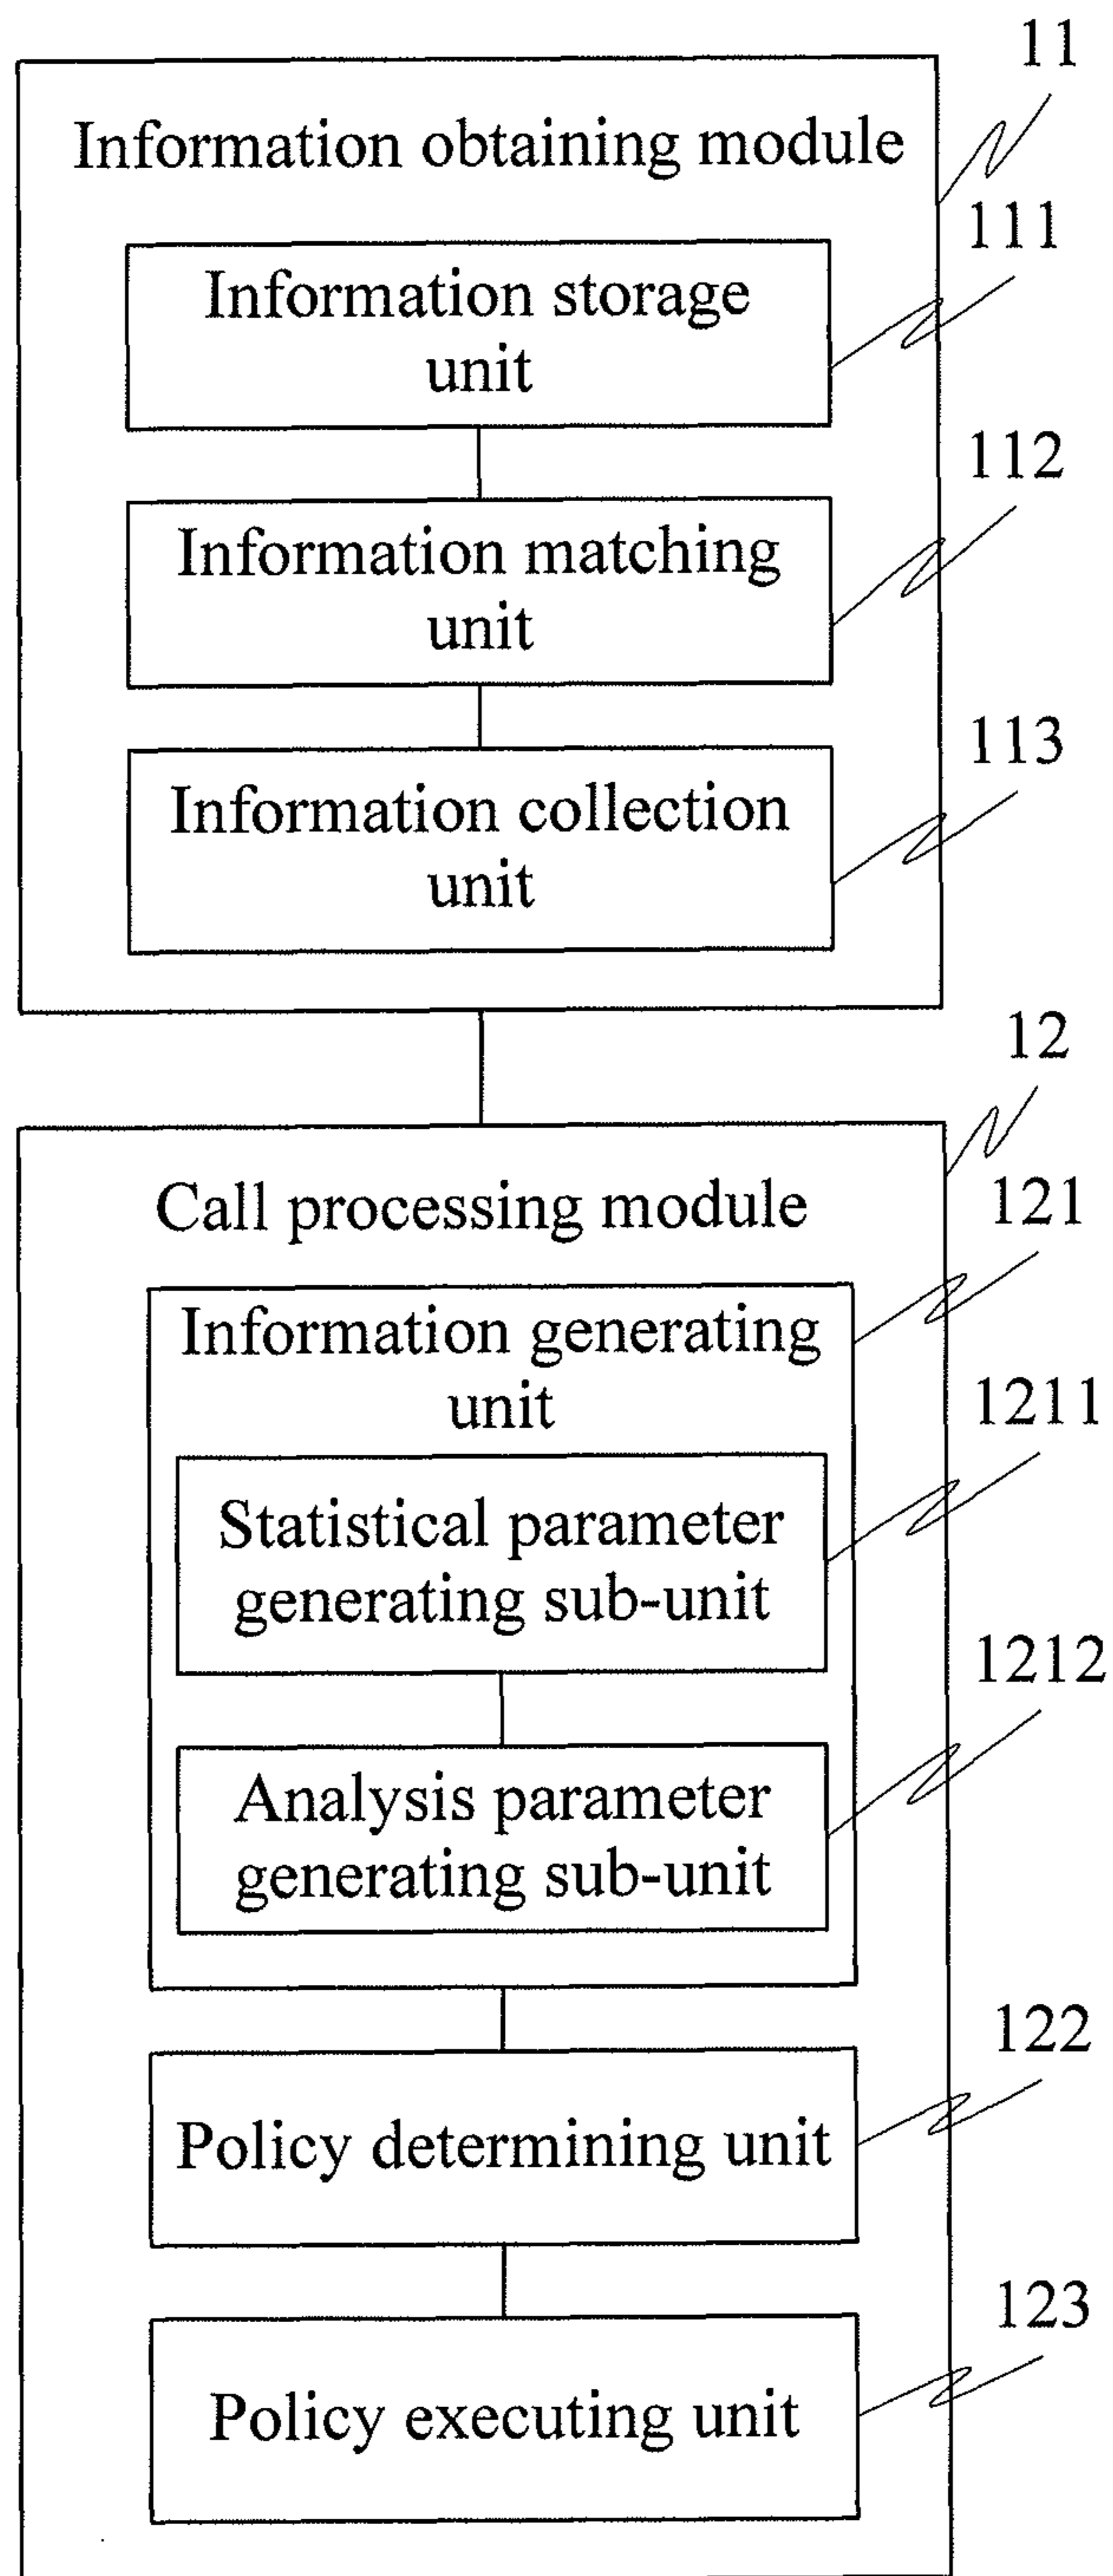 11
Information obtaining module
111
Information storage
unit
112
Information matching
unit
113
Information collection
unit
12
Call processing module
121
Information generating
unit
1211
Statistical parameter
generating sub-unit
1212
Analysis parameter
generating sub-unit
122
Policy determining unit
123
Policy executing unit